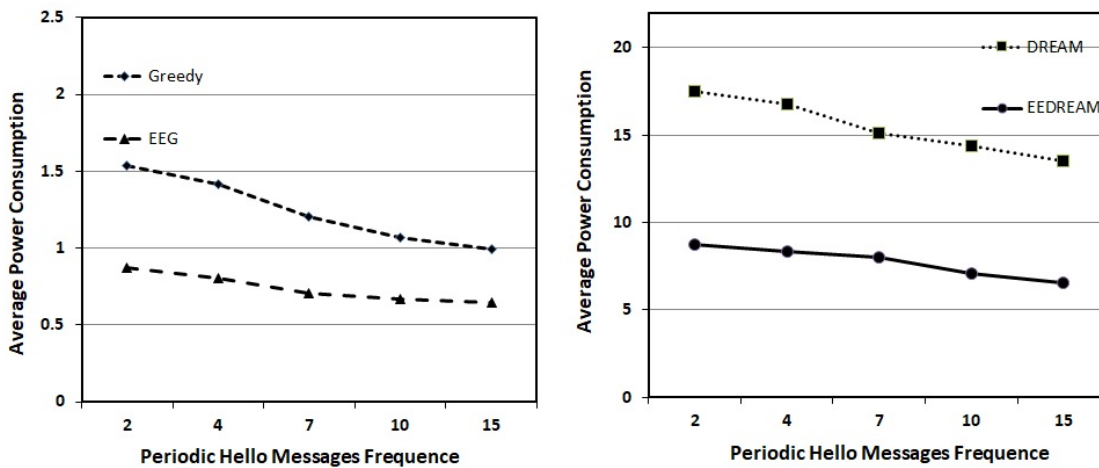 2.5
2
1.5
1
0.5
0
Average Power Consumption
Greedy
EEG
2 4 7 10 15
Periodic Hello Messages Frequence
20
15
10
5
0
Average Power Consumption
DREAM
EEDREAM
2 4 7 10 15
Periodic Hello Messages Frequence